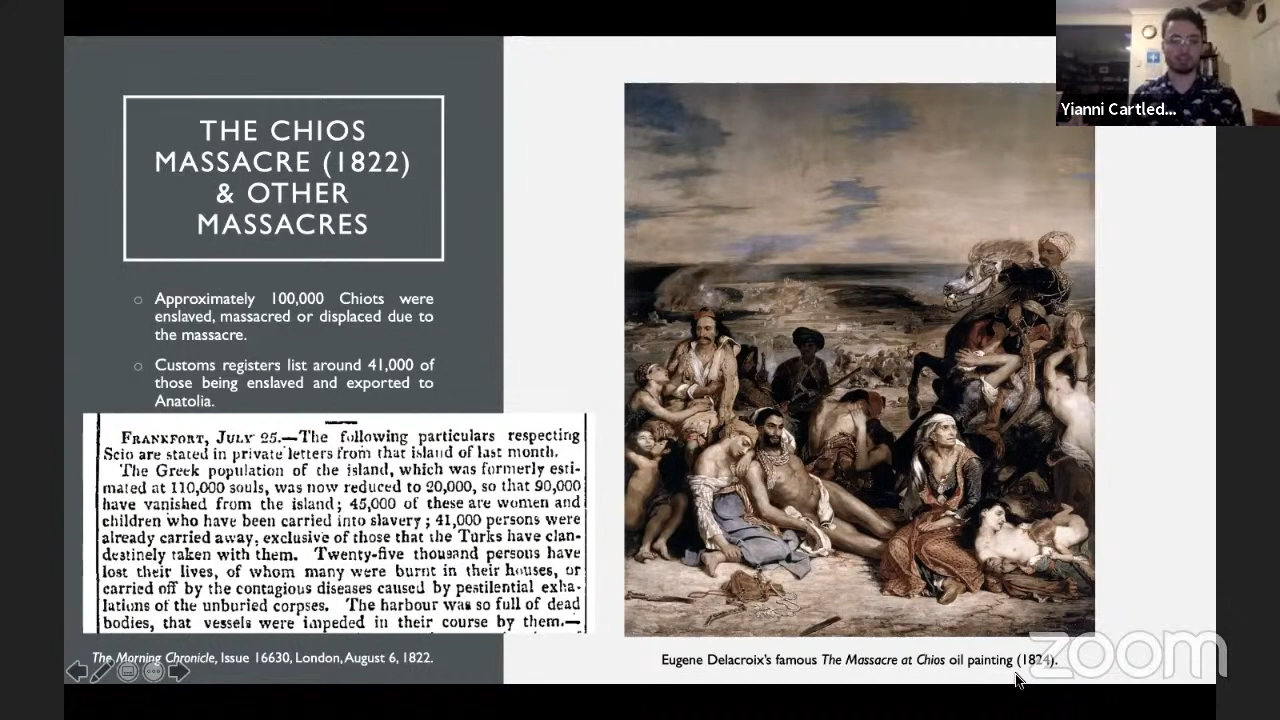 THE CHIOS
MASSACRE (1822)
& OTHER
MASSACRES
Approximately 100,000 Chiots were
enslaved, massacred or displaced due to
the massacre.
Customs registers list around 41,000 of
those being enslaved and exported to
Anatolia.
FRANKFORT, JULY 25.—The following particulars respecting
Scio are stated in private letters from that island of last month.
The Greek population of the island, which was formerly esti-
mated at 110,000 souls, was now reduced to 20,000, so that 90,000
have vanished from the island; 45,000 of these are women and
children who have been carried into slavery; 41,000 persons were
already carried away, exclusive of those that the Turks have clan-
destinely taken with them. Twenty-five thousand persons have
lost their lives, of whom many were burnt in their houses, or
carried off by the contagious diseases caused by pestilential exha-
lations of the unburied corpses. The harbour was so full of dead
bodies, that vessels were impeded in their course by them.—
The Morning Chronicle, Issue 16630, London, August 6, 1822.
Eugene Delacroix's famous The Massacre at Chios oil painting (1824).
Yianni Cartled...
zoom